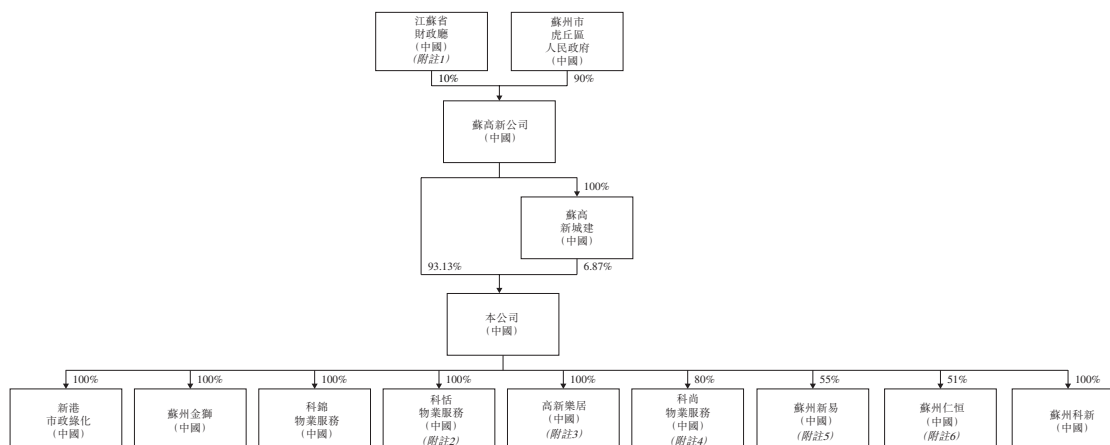 江蘇省
財政廳
(中國)
(附註1)
蘇州市
虎丘區
人民政府
(中國)
10%
90%
蘇高新公司
(中國)
100%
蘇高
新城建
(中國)
93.13%
6.87%
本公司
(中國)
100%
100%
100%
100%
100%
80%
55%
51%
100%
新港
市政綠化
(中國)
蘇州金獅
(中國)
科錦
物業服務
(中國)
科恬
物業服務
(中國)
(附註2)
高新樂居
(中國)
(附註3)
科尚
物業服務
(中國)
(附註4)
蘇州新易
(中國)
(附註5)
蘇州仁恒
(中國)
(附註6)
蘇州科新
(中國)